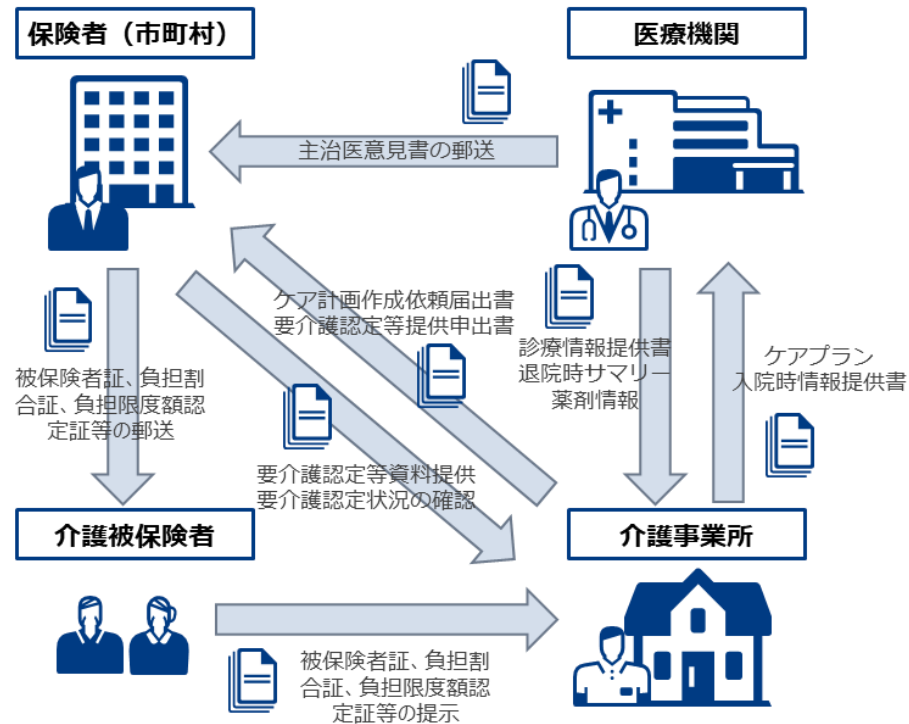 保険者（市町村）
医療機関
主治医意見書の郵送
ケア計画作成依頼届出書
要介護認定等提供申出書
診療情報提供書
退院時サマリー
薬剤情報
ケアプラン
入院時情報提供書
被保険者証、負担割
合証、負担限度額認
定証等の郵送
要介護認定等資料提供
要介護認定状況の確認
介護被保険者
介護事業所
被保険者証、負担割
合証、負担限度額認
定証等の提示